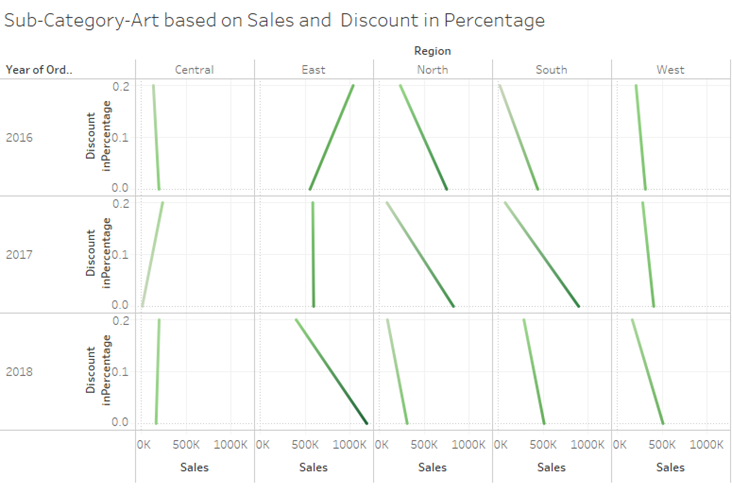 Sub-Category-Art based on Sales and Discount in Percentage
Region
Year of Ord.. Central East North South West
2016
Discount
inPercentage
0.2
0.1
0.0
2017
Discount
inPercentage
0.2
0.1
0.0
2018
Discount
inPercentage
0.2
0.1
0.0
0K 500K 1000K 0K 500K 1000K 0K 500K 1000K 0K 500K 1000K 0K 500K 1000K
Sales Sales Sales Sales Sales